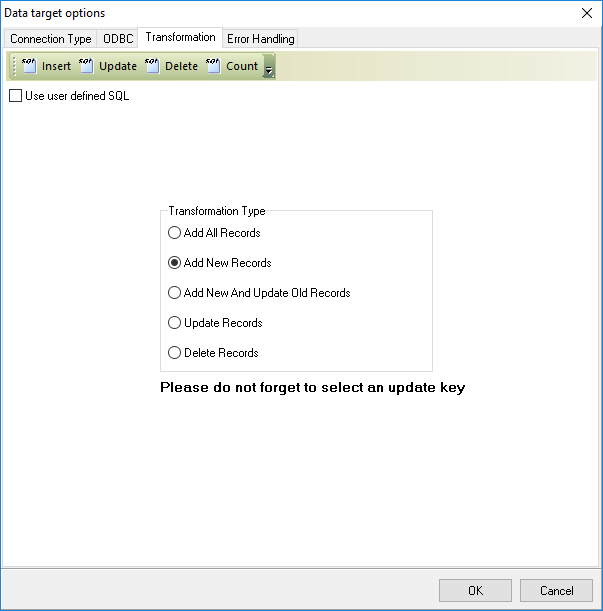 Data target options
Connection Type ODBC Transformation Error Handling
sql Insert sql Update sql Delete sql Count
Use user defined SQL
Transformation Type
Add All Records
Add New Records
Add New And Update Old Records
Update Records
Delete Records
Please do not forget to select an update key
OK Cancel